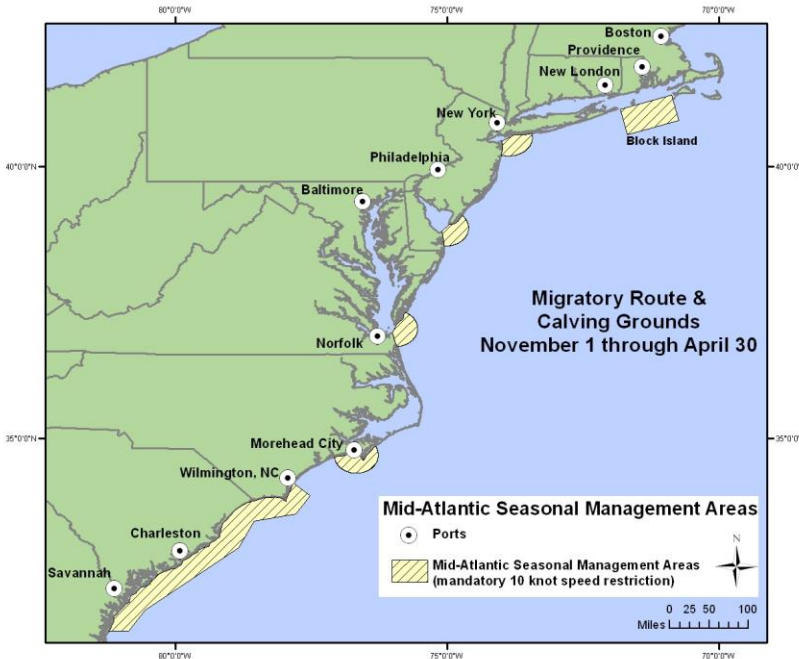 80°0'0"W
75°0'0"W
70°0'0"W
Boston
Providence
New London
New York
Block Island
Philadelphia
40°0'0"N
40°0'0"N
Baltimore
Migratory Route &
Calving Grounds
November 1 through April 30
Norfolk
35°0'0"N
35°0'0"N
Morehead City
Wilmington, NC
Charleston
Savannah
Mid-Atlantic Seasonal Management Areas
Ports
N
Mid-Atlantic Seasonal Management Areas
(mandatory 10 knot speed restriction)
0 25 50 100
Miles
80°0'0"W
75°0'0"W
70°0'0"W